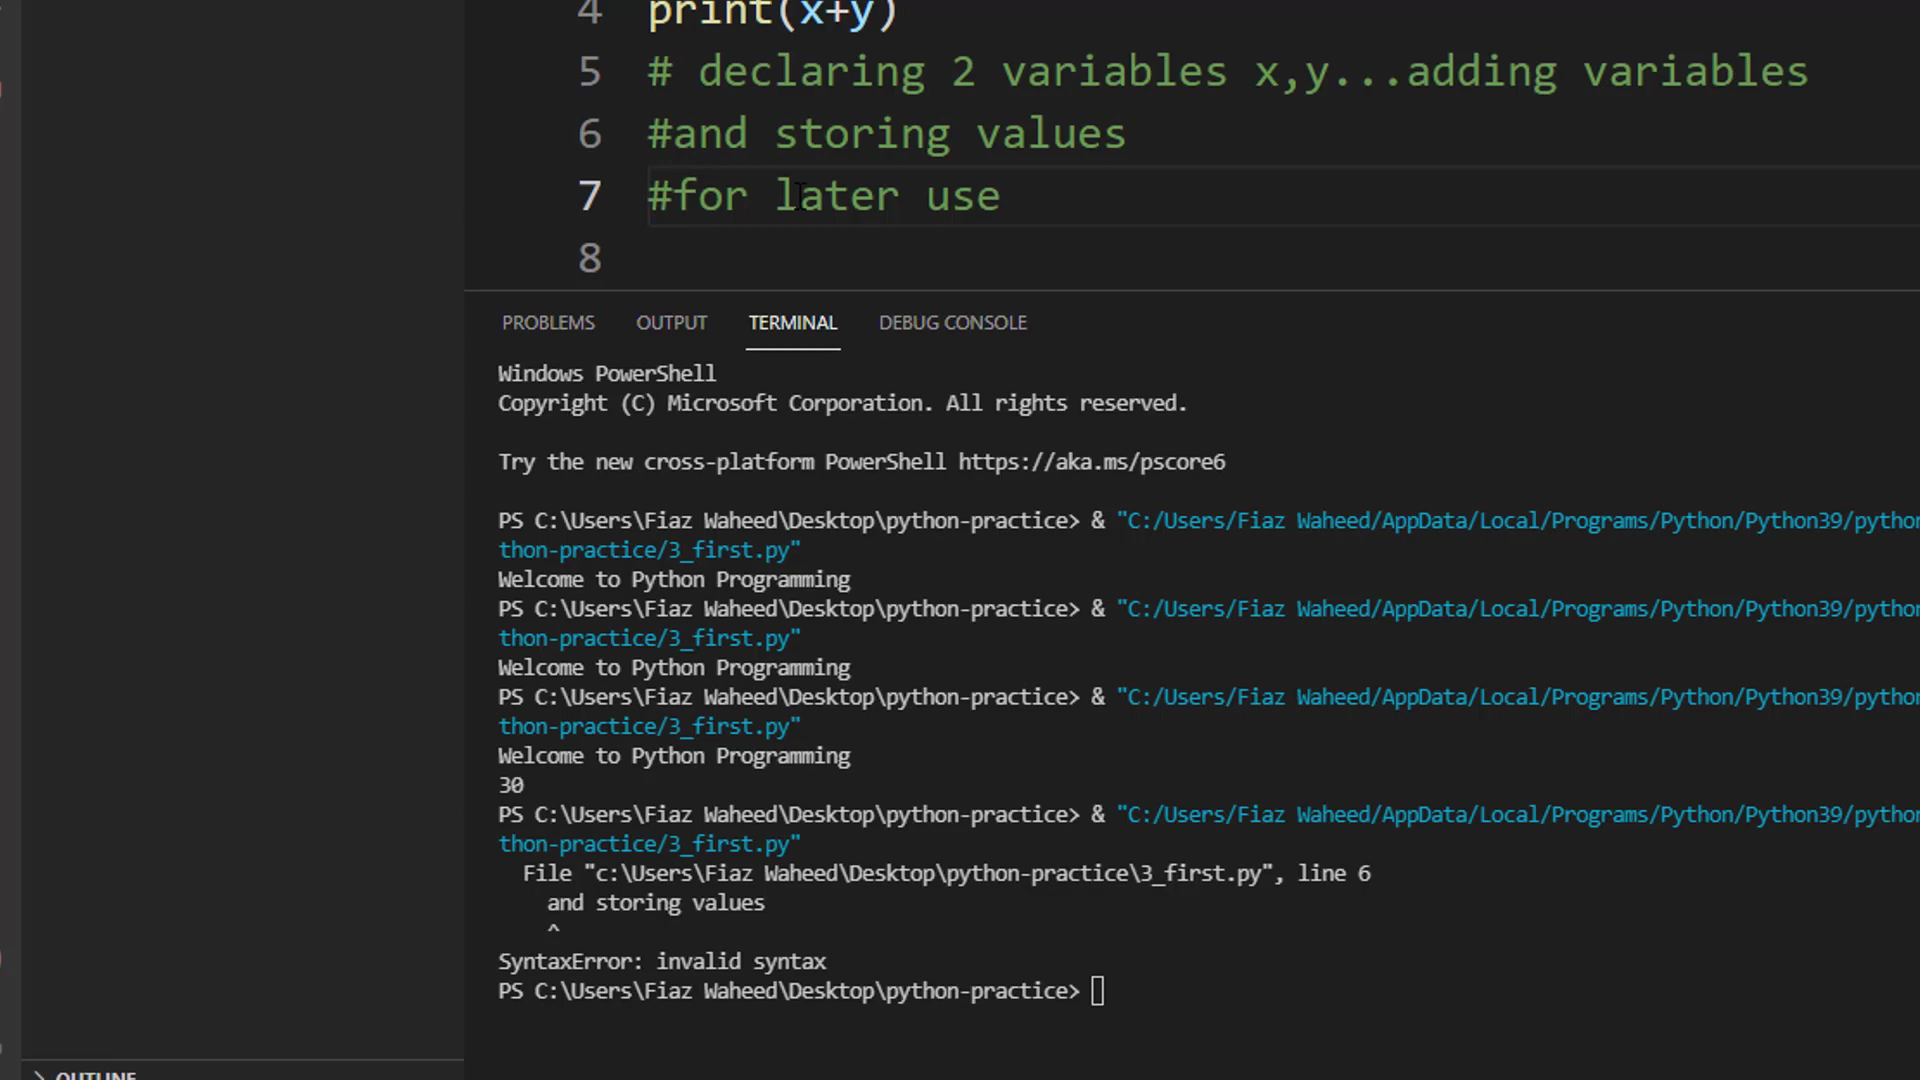 4 print(x+y)
5 # declaring 2 variables x,y...adding variables
6 #and storing values
7 #for later use
8
PROBLEMS OUTPUT TERMINAL DEBUG CONSOLE
Windows PowerShell
Copyright (C) Microsoft Corporation. All rights reserved.
Try the new cross-platform PowerShell https://aka.ms/pscore6
PS C:\Users\Fiaz Waheed\Desktop\python-practice> & "C:/Users/Fiaz Waheed/AppData/Local/Programs/Python/Python39/python
thon-practice/3_first.py"
Welcome to Python Programming
PS C:\Users\Fiaz Waheed\Desktop\python-practice> & "C:/Users/Fiaz Waheed/AppData/Local/Programs/Python/Python39/python
thon-practice/3_first.py"
Welcome to Python Programming
PS C:\Users\Fiaz Waheed\Desktop\python-practice> & "C:/Users/Fiaz Waheed/AppData/Local/Programs/Python/Python39/python
thon-practice/3_first.py"
Welcome to Python Programming
30
PS C:\Users\Fiaz Waheed\Desktop\python-practice> & "C:/Users/Fiaz Waheed/AppData/Local/Programs/Python/Python39/python
thon-practice/3_first.py"
File "c:\Users\Fiaz Waheed\Desktop\python-practice\3_first.py", line 6
and storing values
^
SyntaxError: invalid syntax
PS C:\Users\Fiaz Waheed\Desktop\python-practice>
OUTLINE